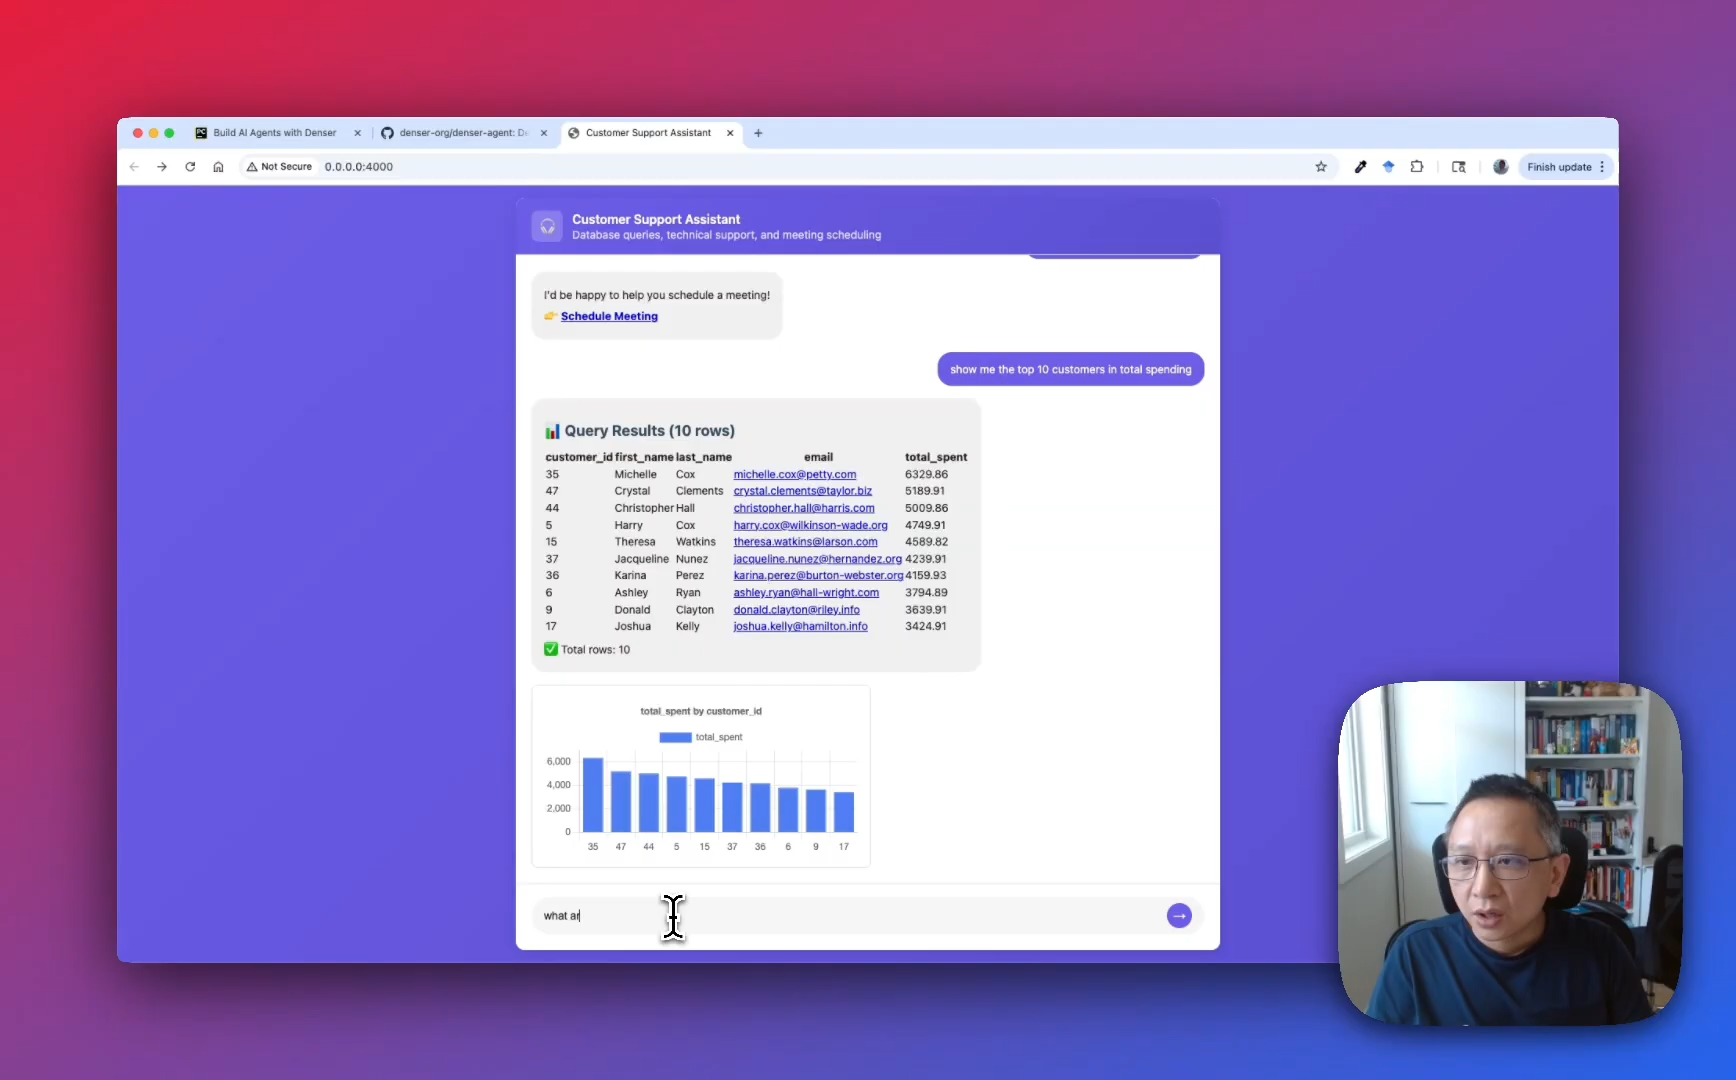 Build AI Agents with Denser
denser-org/denser-agent: De
Customer Support Assistant
Not Secure
0.0.0.0:4000
Finish update
Customer Support Assistant
Database queries, technical support, and meeting scheduling
I'd be happy to help you schedule a meeting!
👉 Schedule Meeting
show me the top 10 customers in total spending
📊 Query Results (10 rows)
customer_id first_name last_name email total_spent
35 Michelle Cox michelle.cox@petty.com 6329.86
47 Crystal Clements crystal.clements@taylor.biz 5189.91
44 Christopher Hall christopher.hall@harris.com 5009.86
5 Harry Cox harry.cox@wilkinson-wade.org 4749.91
15 Theresa Watkins theresa.watkins@larson.com 4589.82
37 Jacqueline Nunez jacqueline.nunez@hernandez.org 4239.91
36 Karina Perez karina.perez@burton-webster.org 4159.93
6 Ashley Ryan ashley.ryan@hall-wright.com 3794.89
9 Donald Clayton donald.clayton@riley.info 3639.91
17 Joshua Kelly joshua.kelly@hamilton.info 3424.91
✅ Total rows: 10
total_spent by customer_id
total_spent
6,000
4,000
2,000
0
35 47 44 5 15 37 36 6 9 17
what ar